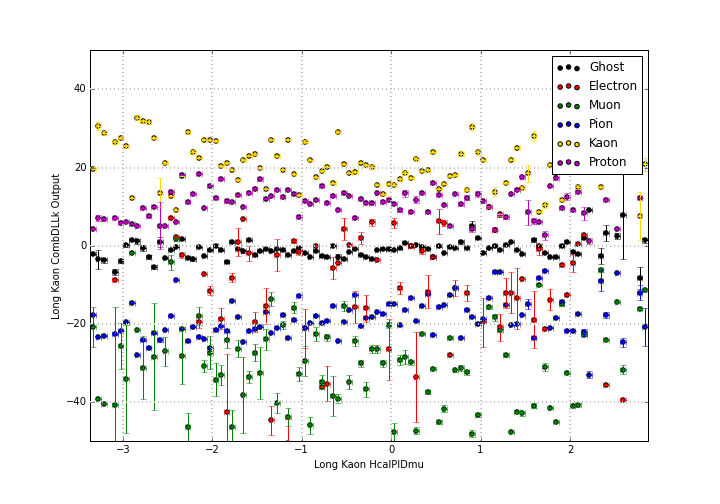 Ghost
Electron
Muon
Pion
Kaon
Proton
40
20
0
−20
−40
−3
−2
−1
0
1
2
Long Kaon CombDLLk Output
Long Kaon HcalPIDmu